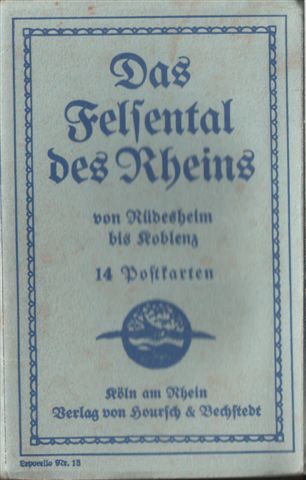 Das
Felsental
des Rheins
von Rüdesheim
bis Koblenz
14 Postkarten
Köln am Rhein
Verlag von Hoursch & Bechstedt
Leporello Nr. 15